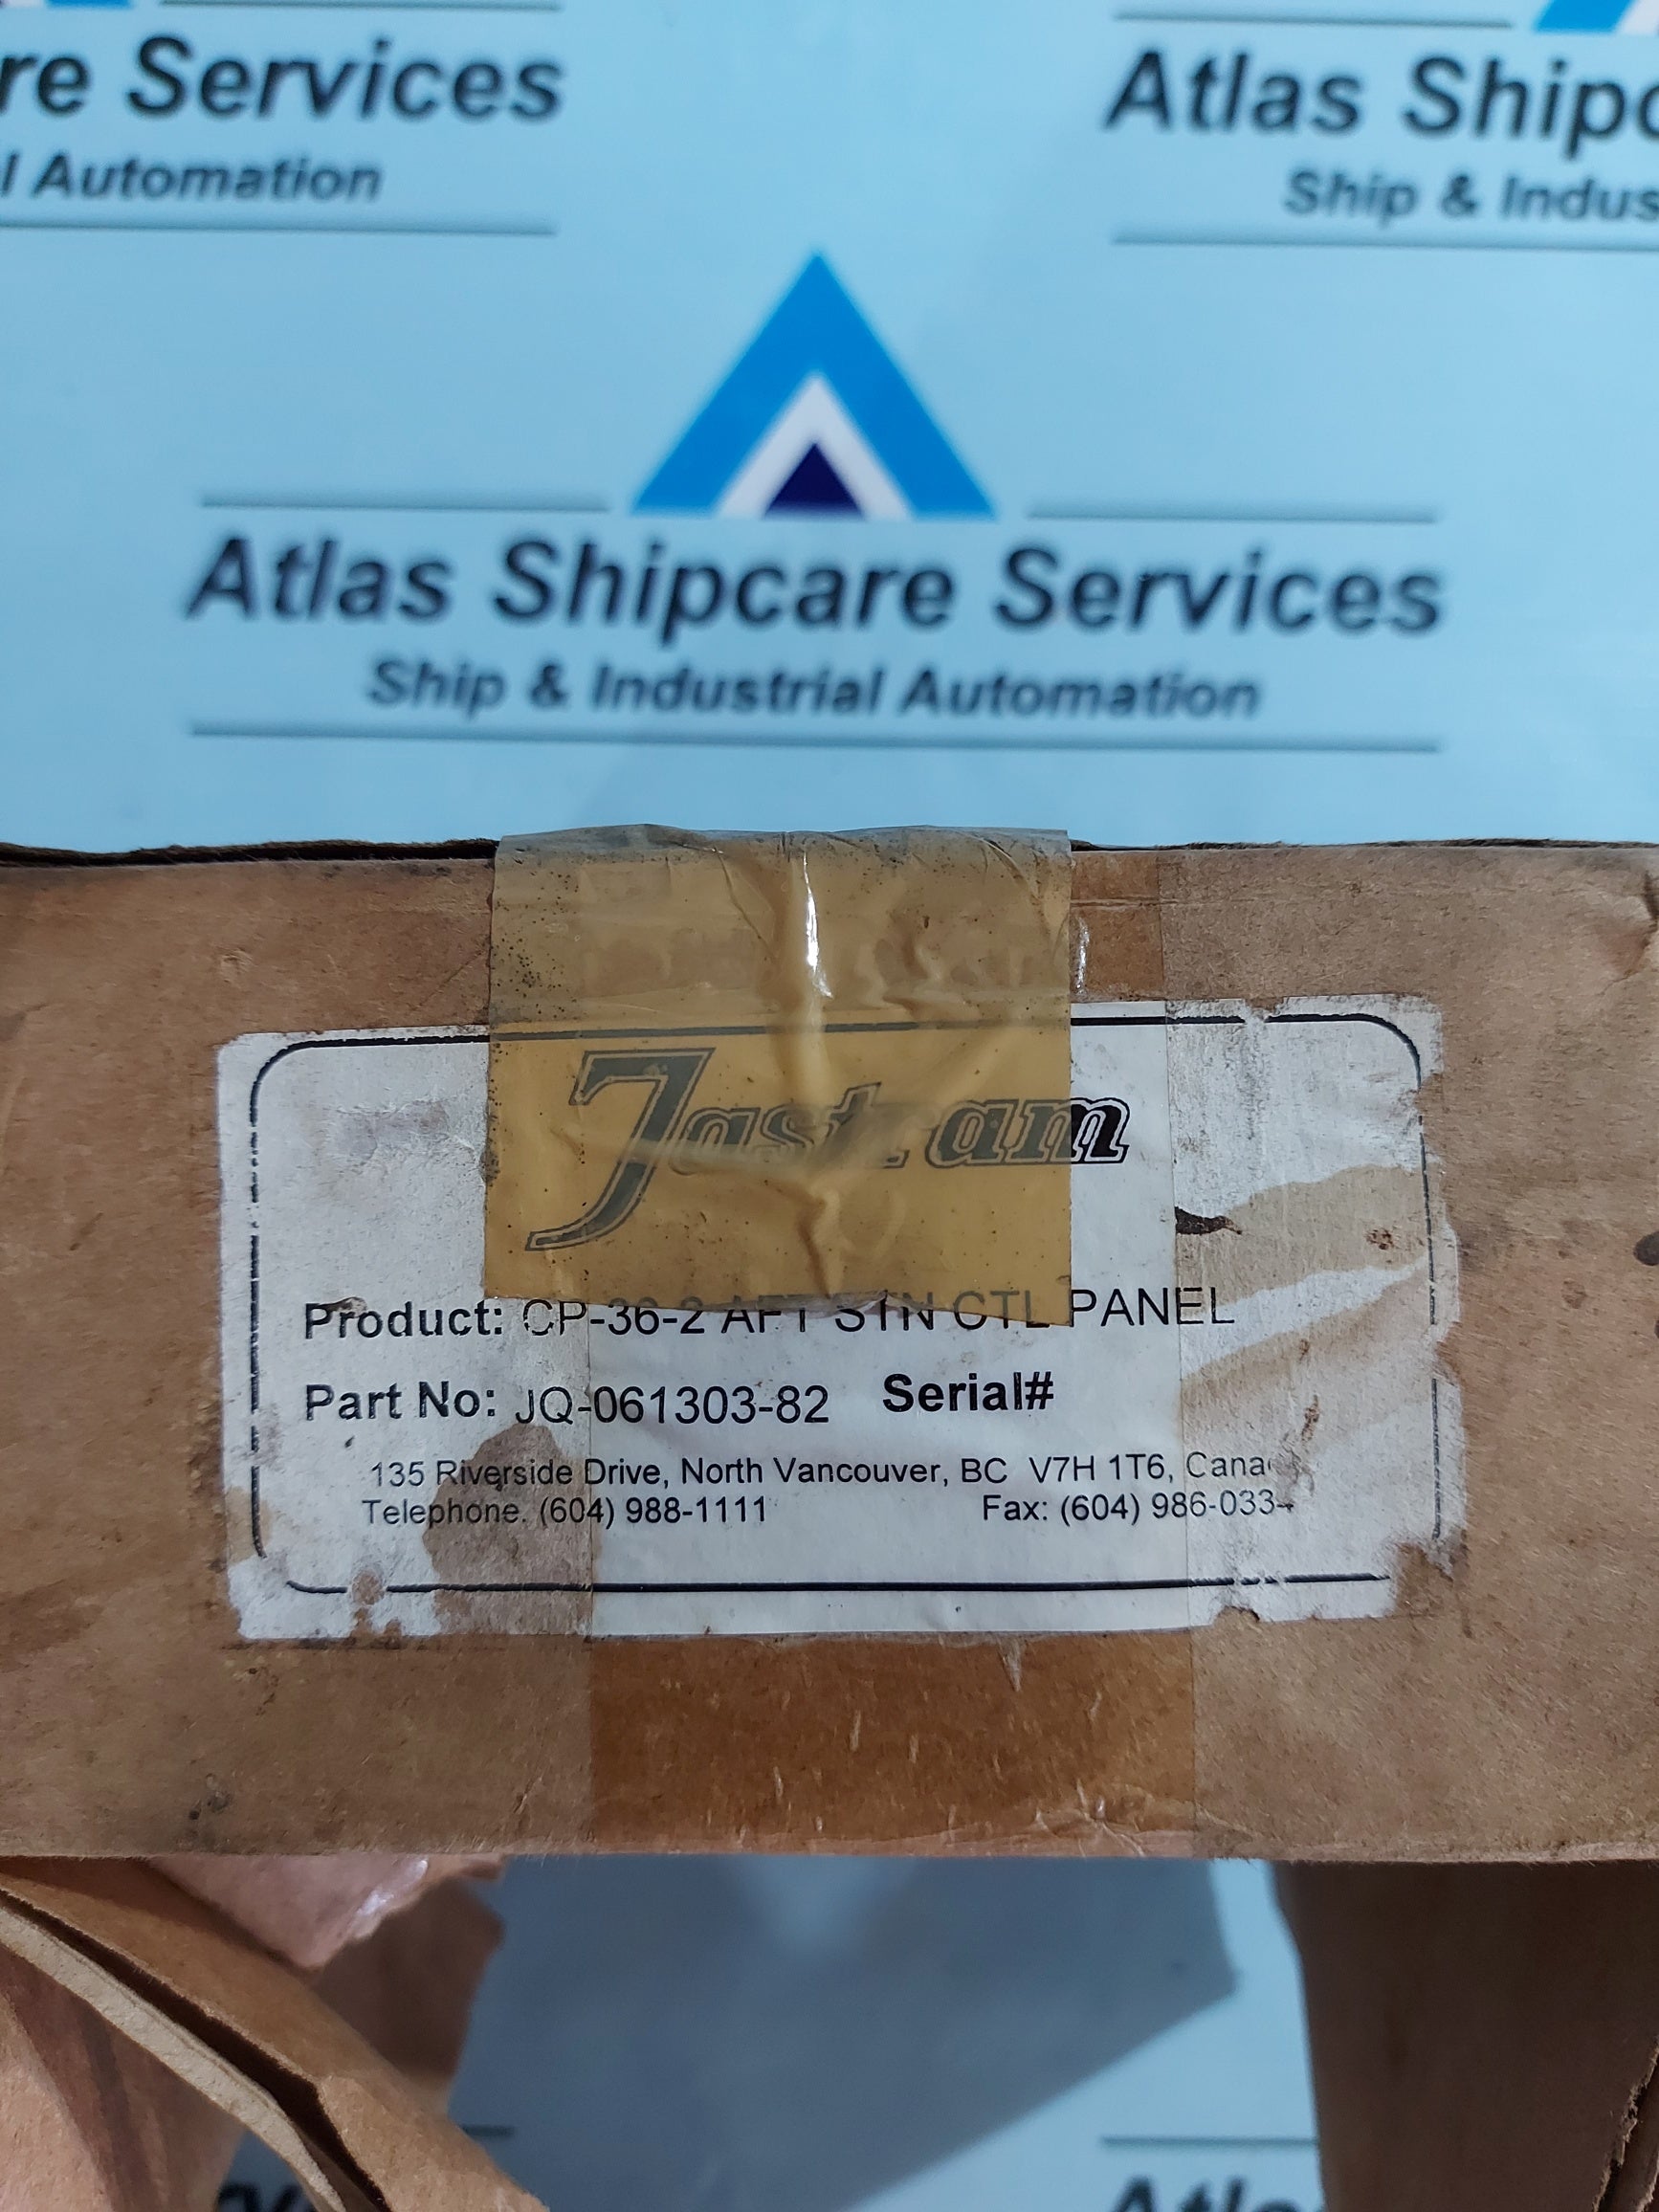 re Services
l Automation
Atlas Shipc
Ship & Indus
Atlas Shipcare Services
Ship & Industrial Automation
Jastram
Product: CP-36-2 AFT STN CTL PANEL
Part No: JQ-061303-82 Serial#
135 Riverside Drive, North Vancouver, BC V7H 1T6, Cana
Telephone. (604) 988-1111 Fax: (604) 986-033